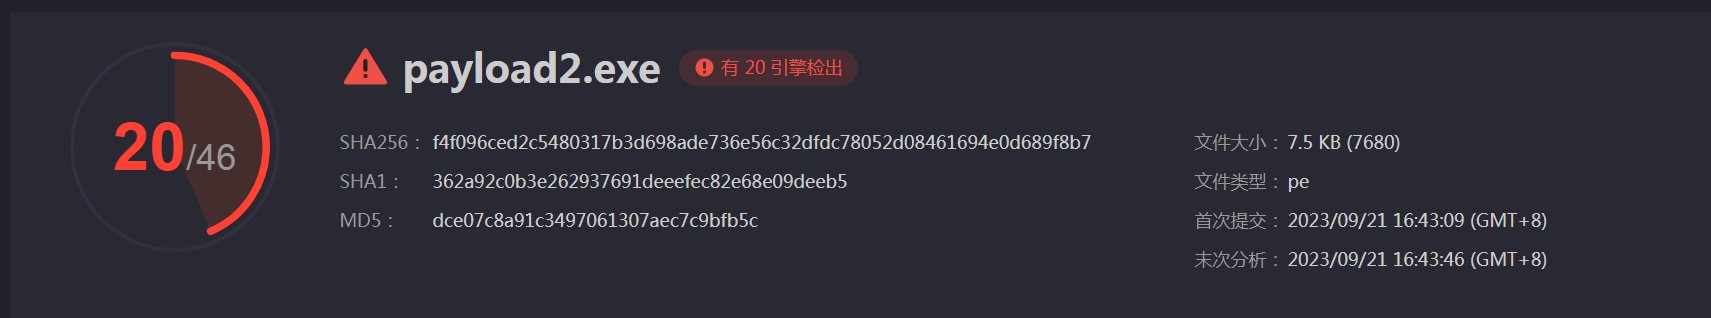 payload2.exe 有 20 引擎检出
20/46
SHA256： f4f096ced2c5480317b3d698ade736e56c32dfdc78052d08461694e0d689f8b7
SHA1： 362a92c0b3e262937691deeefec82e68e09deeb5
MD5： dce07c8a91c3497061307aec7c9bfb5c
文件大小： 7.5 KB (7680)
文件类型： pe
首次提交： 2023/09/21 16:43:09 (GMT+8)
末次分析： 2023/09/21 16:43:46 (GMT+8)